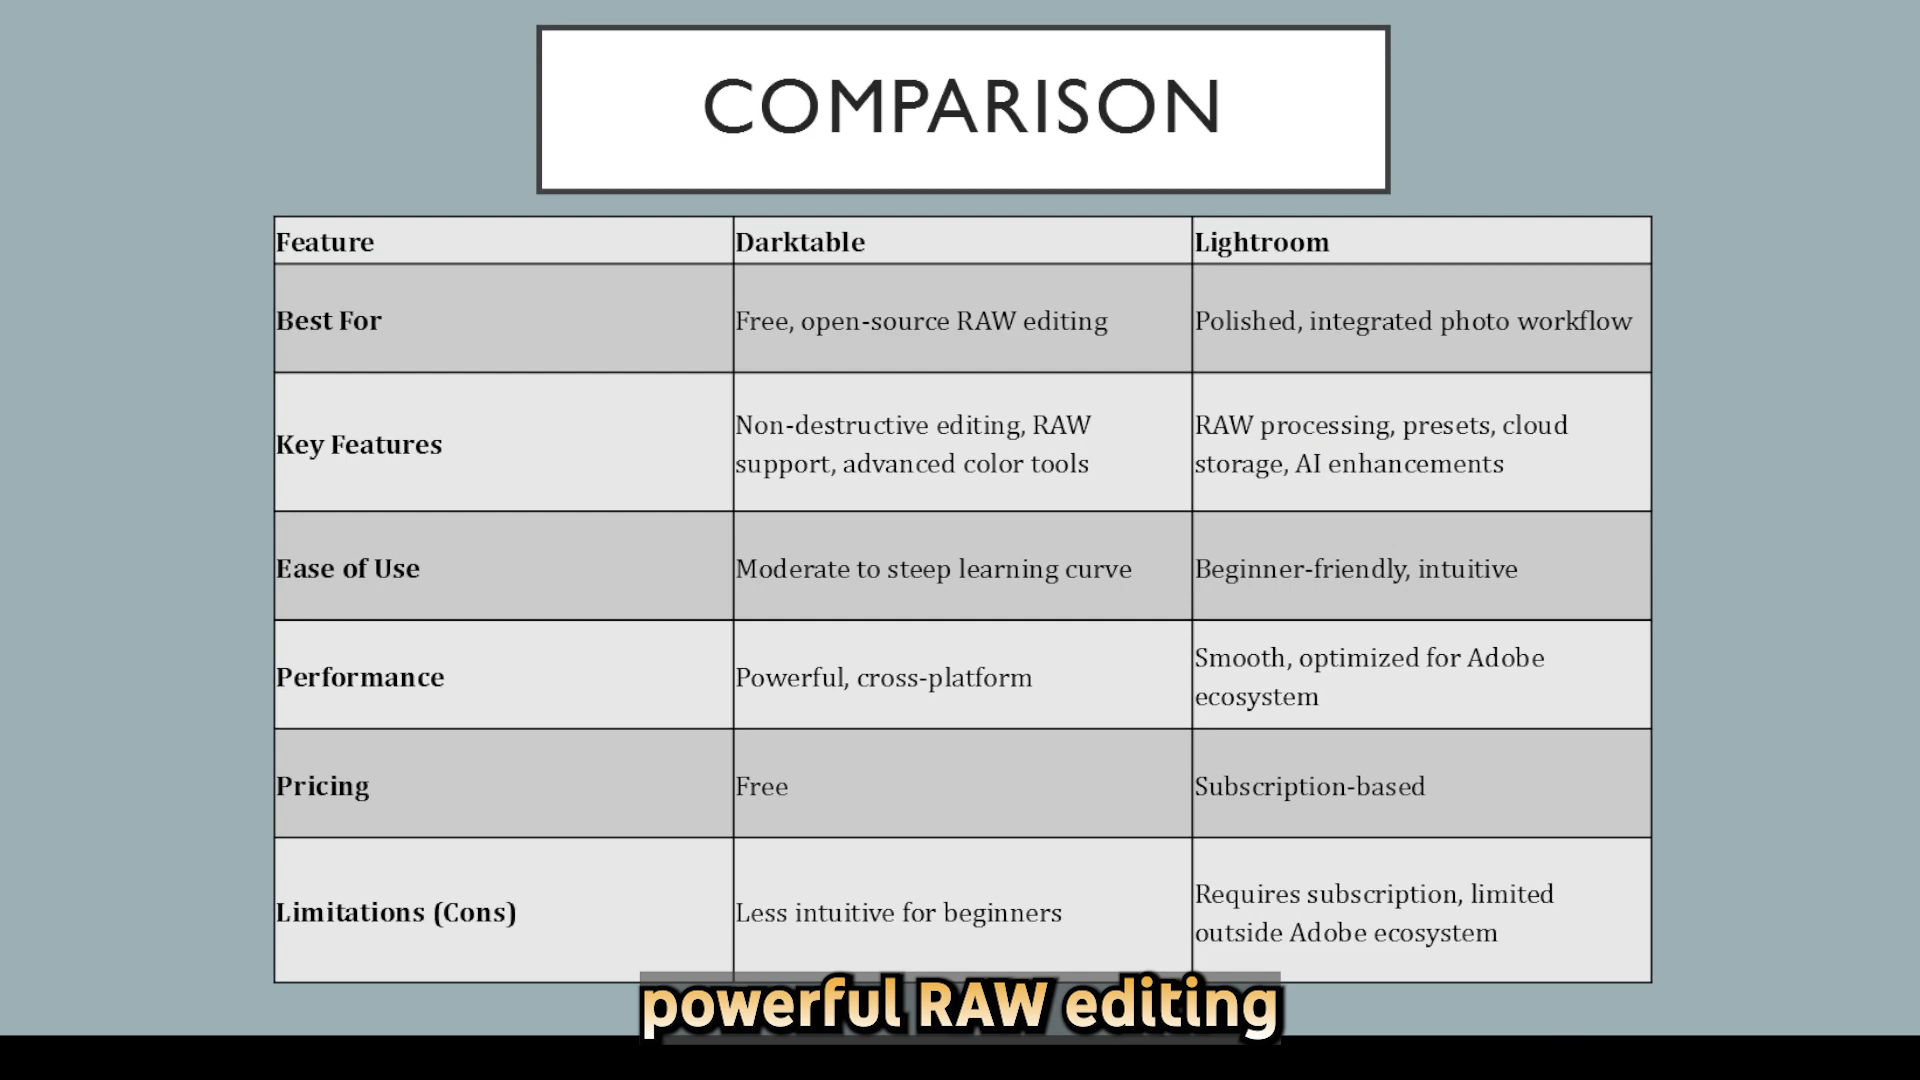 COMPARISON
Feature
Darktable
Lightroom
Best For
Free, open-source RAW editing
Polished, integrated photo workflow
Key Features
Non-destructive editing, RAW
support, advanced color tools
RAW processing, presets, cloud
storage, AI enhancements
Ease of Use
Moderate to steep learning curve
Beginner-friendly, intuitive
Performance
Powerful, cross-platform
Smooth, optimized for Adobe
ecosystem
Pricing
Free
Subscription-based
Limitations (Cons)
Less intuitive for beginners
Requires subscription, limited
outside Adobe ecosystem
powerful RAW editing